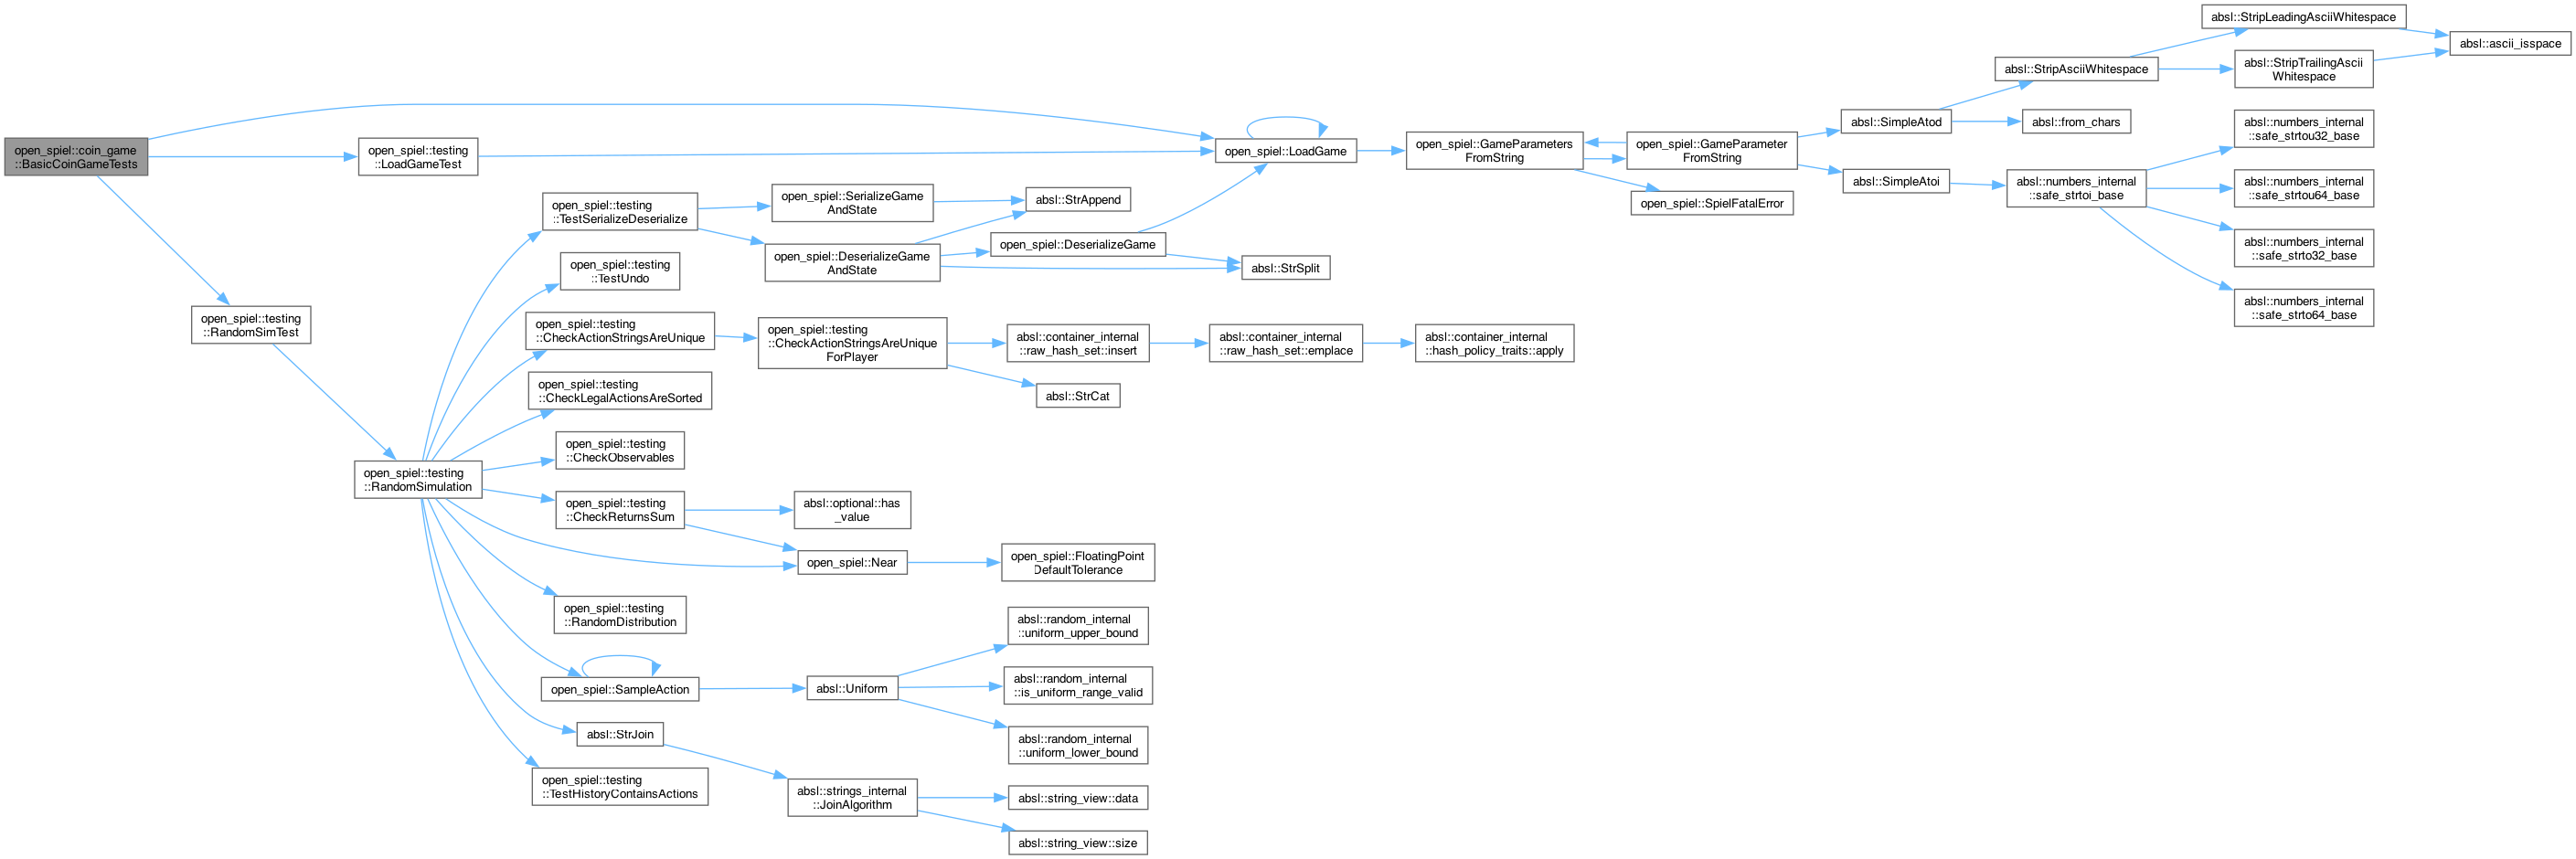 open_spiel::coin_game
::BasicCoinGameTests
open_spiel::testing
::LoadGameTest
open_spiel::testing
::RandomSimTest
open_spiel::testing
::RandomSimulation
open_spiel::testing
::TestSerializeDeserialize
open_spiel::testing
::TestUndo
open_spiel::testing
::CheckActionStringsAreUnique
open_spiel::testing
::CheckLegalActionsAreSorted
open_spiel::testing
::CheckObservables
open_spiel::testing
::CheckReturnsSum
open_spiel::testing
::RandomDistribution
open_spiel::SampleAction
absl::StrJoin
open_spiel::testing
::TestHistoryContainsActions
open_spiel::SerializeGame
AndState
open_spiel::DeserializeGame
AndState
open_spiel::testing
::CheckActionStringsAreUnique
ForPlayer
absl::optional::has
_value
open_spiel::Near
absl::Uniform
absl::strings_internal
::JoinAlgorithm
absl::StrAppend
open_spiel::DeserializeGame
absl::container_internal
::raw_hash_set::insert
absl::StrCat
open_spiel::FloatingPoint
DefaultTolerance
absl::random_internal
::uniform_upper_bound
absl::random_internal
::is_uniform_range_valid
absl::random_internal
::uniform_lower_bound
absl::string_view::data
absl::string_view::size
open_spiel::LoadGame
absl::StrSplit
absl::container_internal
::raw_hash_set::emplace
open_spiel::GameParameters
FromString
absl::container_internal
::hash_policy_traits::apply
open_spiel::GameParameter
FromString
open_spiel::SpielFatalError
absl::SimpleAtod
absl::SimpleAtoi
absl::StripAsciiWhitespace
absl::from_chars
absl::numbers_internal
::safe_strtoi_base
absl::StripLeadingAsciiWhitespace
absl::StripTrailingAscii
Whitespace
absl::numbers_internal
::safe_strtou32_base
absl::numbers_internal
::safe_strtou64_base
absl::numbers_internal
::safe_strto32_base
absl::numbers_internal
::safe_strto64_base
absl::ascii_isspace